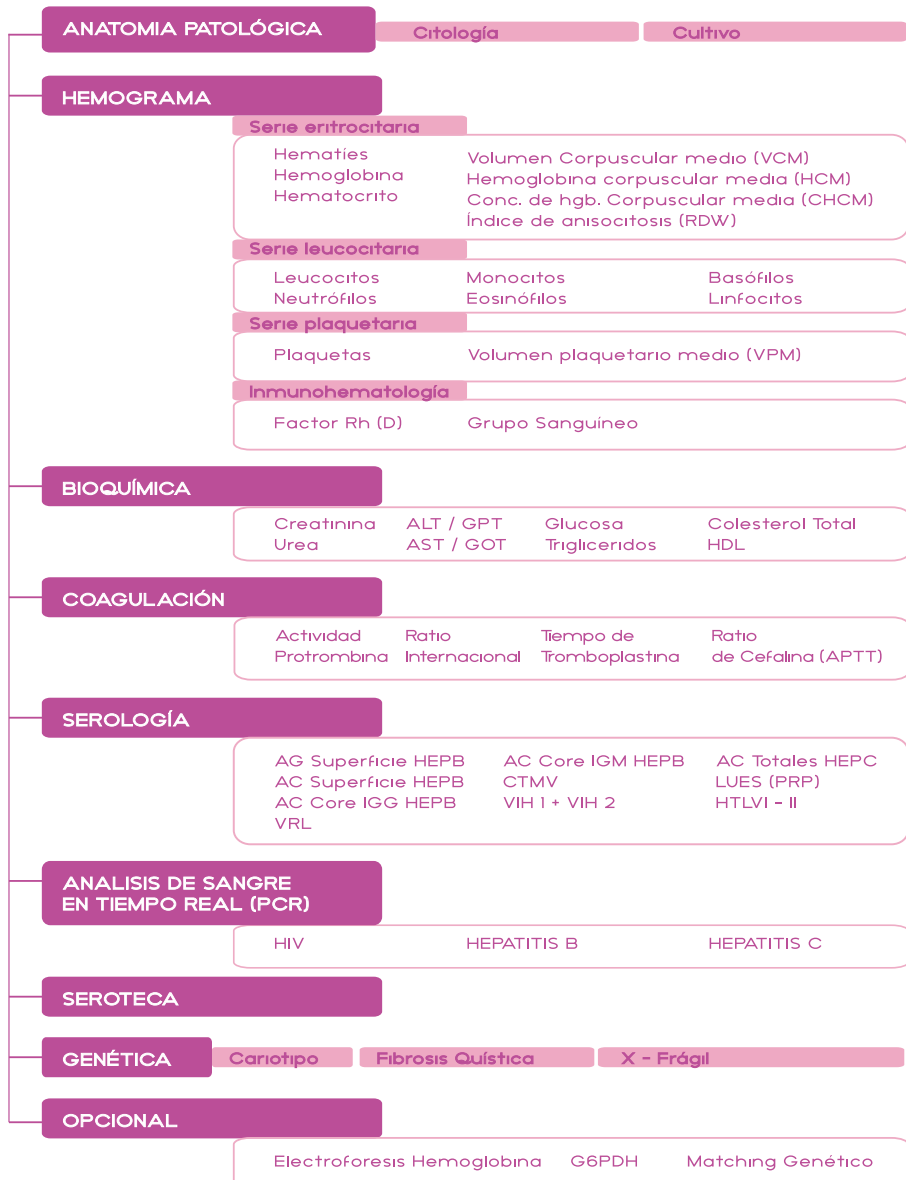 ANATOMIA PATOLÓGICA Citología Cultivo
HEMOGRAMA
Serie eritrocitaria
Hematies Volumen Corpuscular medio (VCM)
Hemoglobina Hemoglobina corpuscular media (HCM)
Hematocrito Conc. de hgb. Corpuscular media (CHCM)
Índice de anisocitosis (RDW)
Serie leucocitaria
Leucocitos Monocitos Basófilos
Neutrófilos Eosinófilos Linfocitos
Serie plaquetaria
Plaquetas Volumen plaquetario medio (VPM)
Inmunohematología
Factor Rh (D) Grupo Sanguíneo
BIOQUÍMICA
Creatinina ALT / GPT Glucosa Colesterol Total
Urea AST / GOT Trigliceridos HDL
COAGULACIÓN
Actividad Ratio Tiempo de Ratio
Protrombina Internacional Tromboplastina de Cefalina (APTT)
SEROLOGÍA
AG Superficie HEPB AC Core IGM HEPB AC Totales HEPC
AC Superficie HEPB CTMV LUES (PRP)
AC Core IGG HEPB VIH 1 + VIH 2 HTLVI - II
VRL
ANALISIS DE SANGRE
EN TIEMPO REAL (PCR)
HIV HEPATITIS B HEPATITIS C
SEROTECA
GENÉTICA Cariotipo Fibrosis Quística X - Frágil
OPCIONAL
Electroforesis Hemoglobina G6PDH Matching Genético